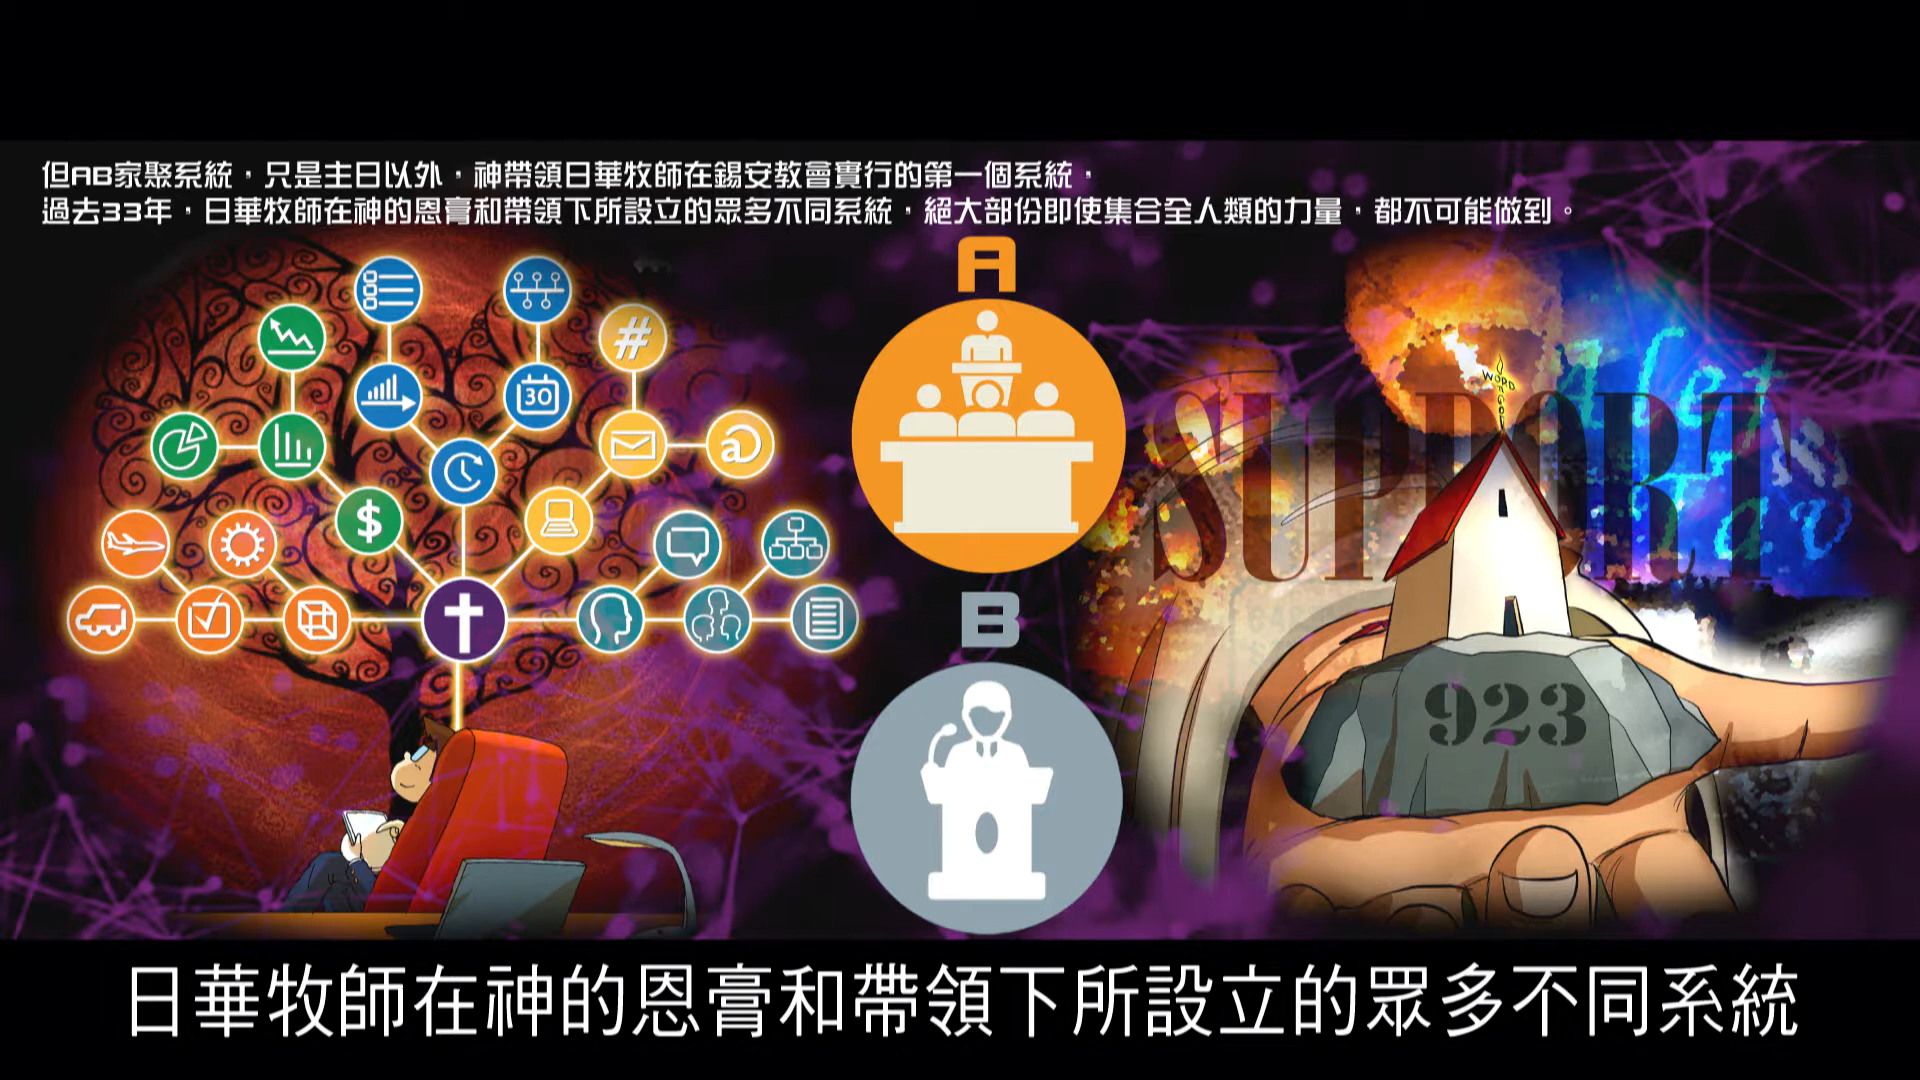 但AB家聚系統，只是主日以外，神帶領日華牧師在錫安教會實行的第一個系統，
過去33年，日華牧師在神的恩膏和帶領下所設立的眾多不同系統，絕大部份即使集合全人類的力量，都不可能做到。
A
#
30
a
$
WORD
OF
GOD
SUPPORT
B
923
日華牧師在神的恩膏和帶領下所設立的眾多不同系統